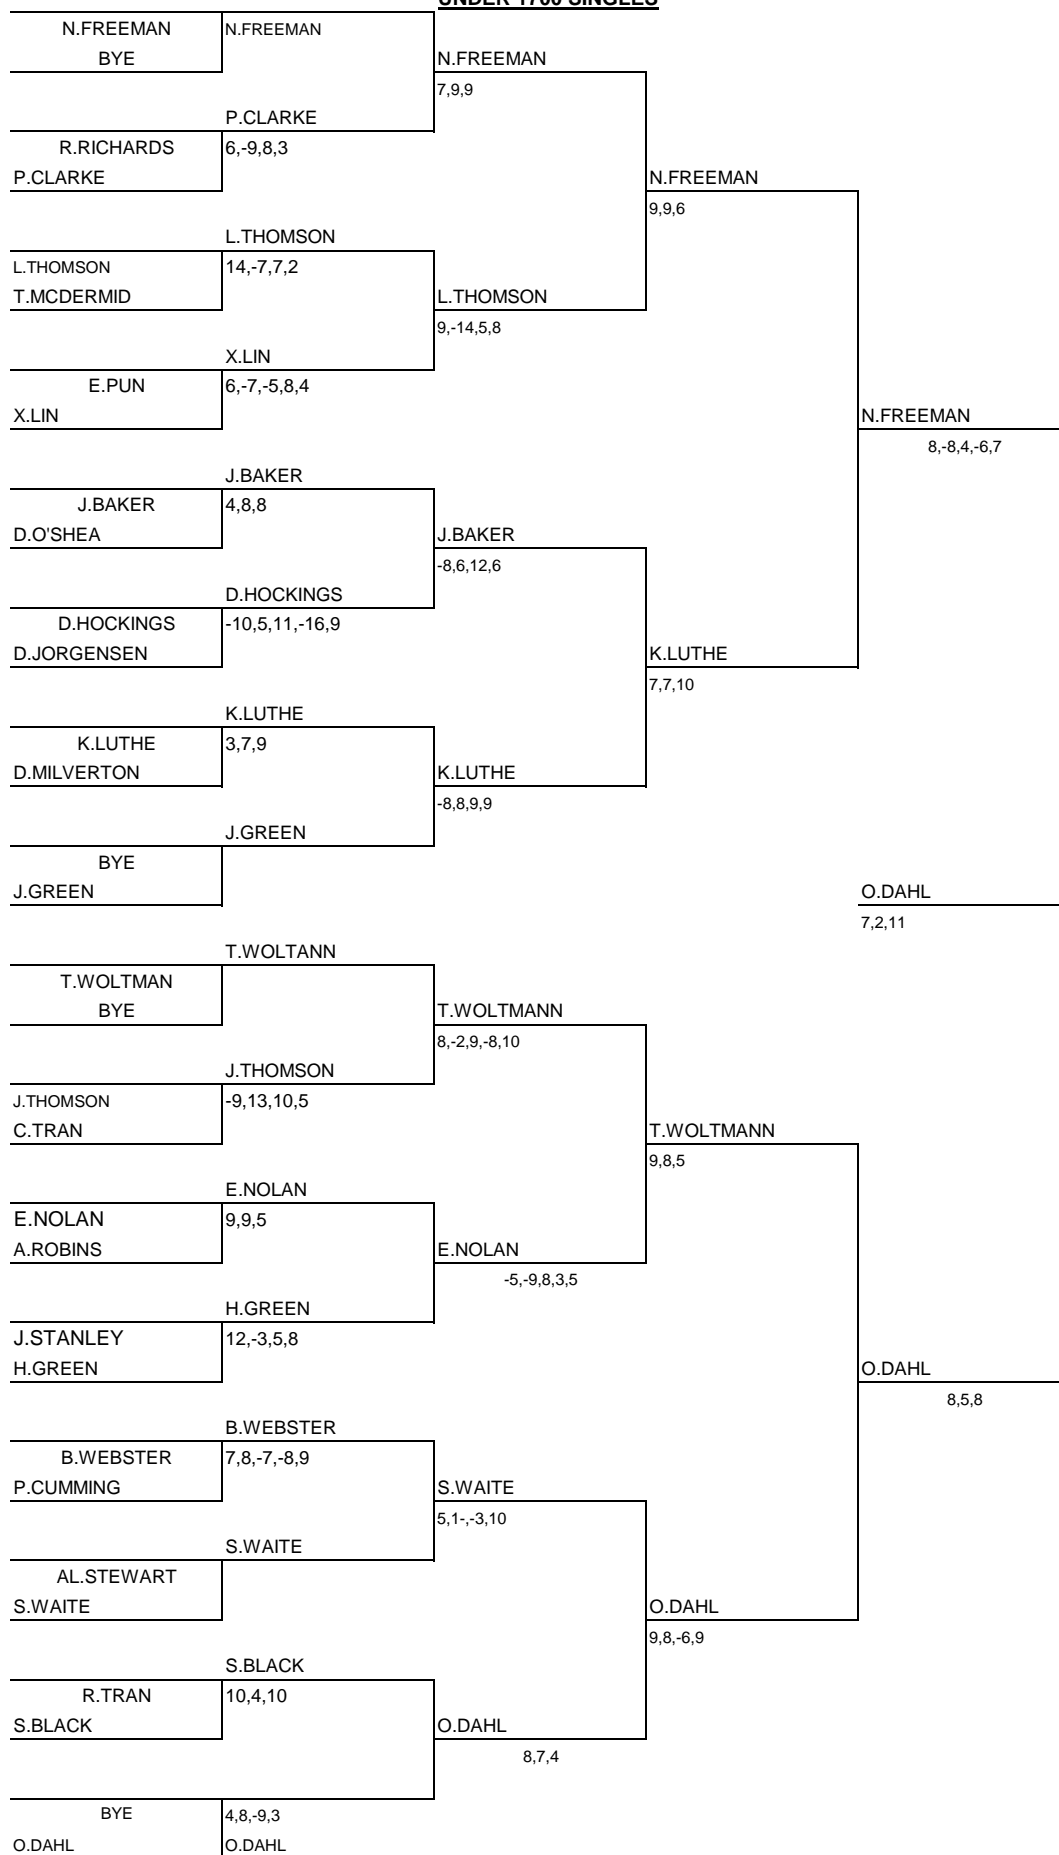 UNDER 1700 SINGLES
N.FREEMAN N.FREEMAN
BYE N.FREEMAN
7,9,9
P.CLARKE
R.RICHARDS 6,-9,8,3
P.CLARKE N.FREEMAN
9,9,6
L.THOMSON
L.THOMSON 14,-7,7,2
T.MCDERMID L.THOMSON
9,-14,5,8
X.LIN
E.PUN 6,-7,-5,8,4
X.LIN N.FREEMAN
8,-8,4,-6,7
J.BAKER
J.BAKER 4,8,8
D.O'SHEA J.BAKER
-8,6,12,6
D.HOCKINGS
D.HOCKINGS -10,5,11,-16,9
D.JORGENSEN K.LUTHE
7,7,10
K.LUTHE
K.LUTHE 3,7,9
D.MILVERTON K.LUTHE
-8,8,9,9
J.GREEN
BYE
J.GREEN O.DAHL
7,2,11
T.WOLTANN
T.WOLTMAN
BYE T.WOLTMANN
8,-2,9,-8,10
J.THOMSON
J.THOMSON -9,13,10,5
C.TRAN T.WOLTMANN
9,8,5
E.NOLAN
E.NOLAN 9,9,5
A.ROBINS E.NOLAN
-5,-9,8,3,5
H.GREEN
J.STANLEY 12,-3,5,8
H.GREEN O.DAHL
8,5,8
B.WEBSTER
B.WEBSTER 7,8,-7,-8,9
P.CUMMING S.WAITE
5,1-,-3,10
S.WAITE
AL.STEWART
S.WAITE O.DAHL
9,8,-6,9
S.BLACK
R.TRAN 10,4,10
S.BLACK O.DAHL
8,7,4
BYE 4,8,-9,3
O.DAHL O.DAHL